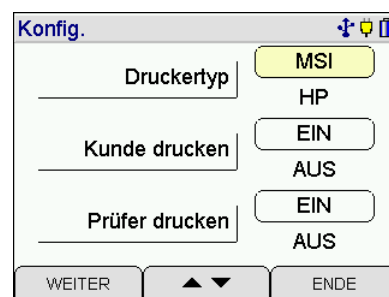 Konfig.
Druckertyp
MSI
HP
Kunde drucken
EIN
AUS
Prüfer drucken
EIN
AUS
WEITER
ENDE